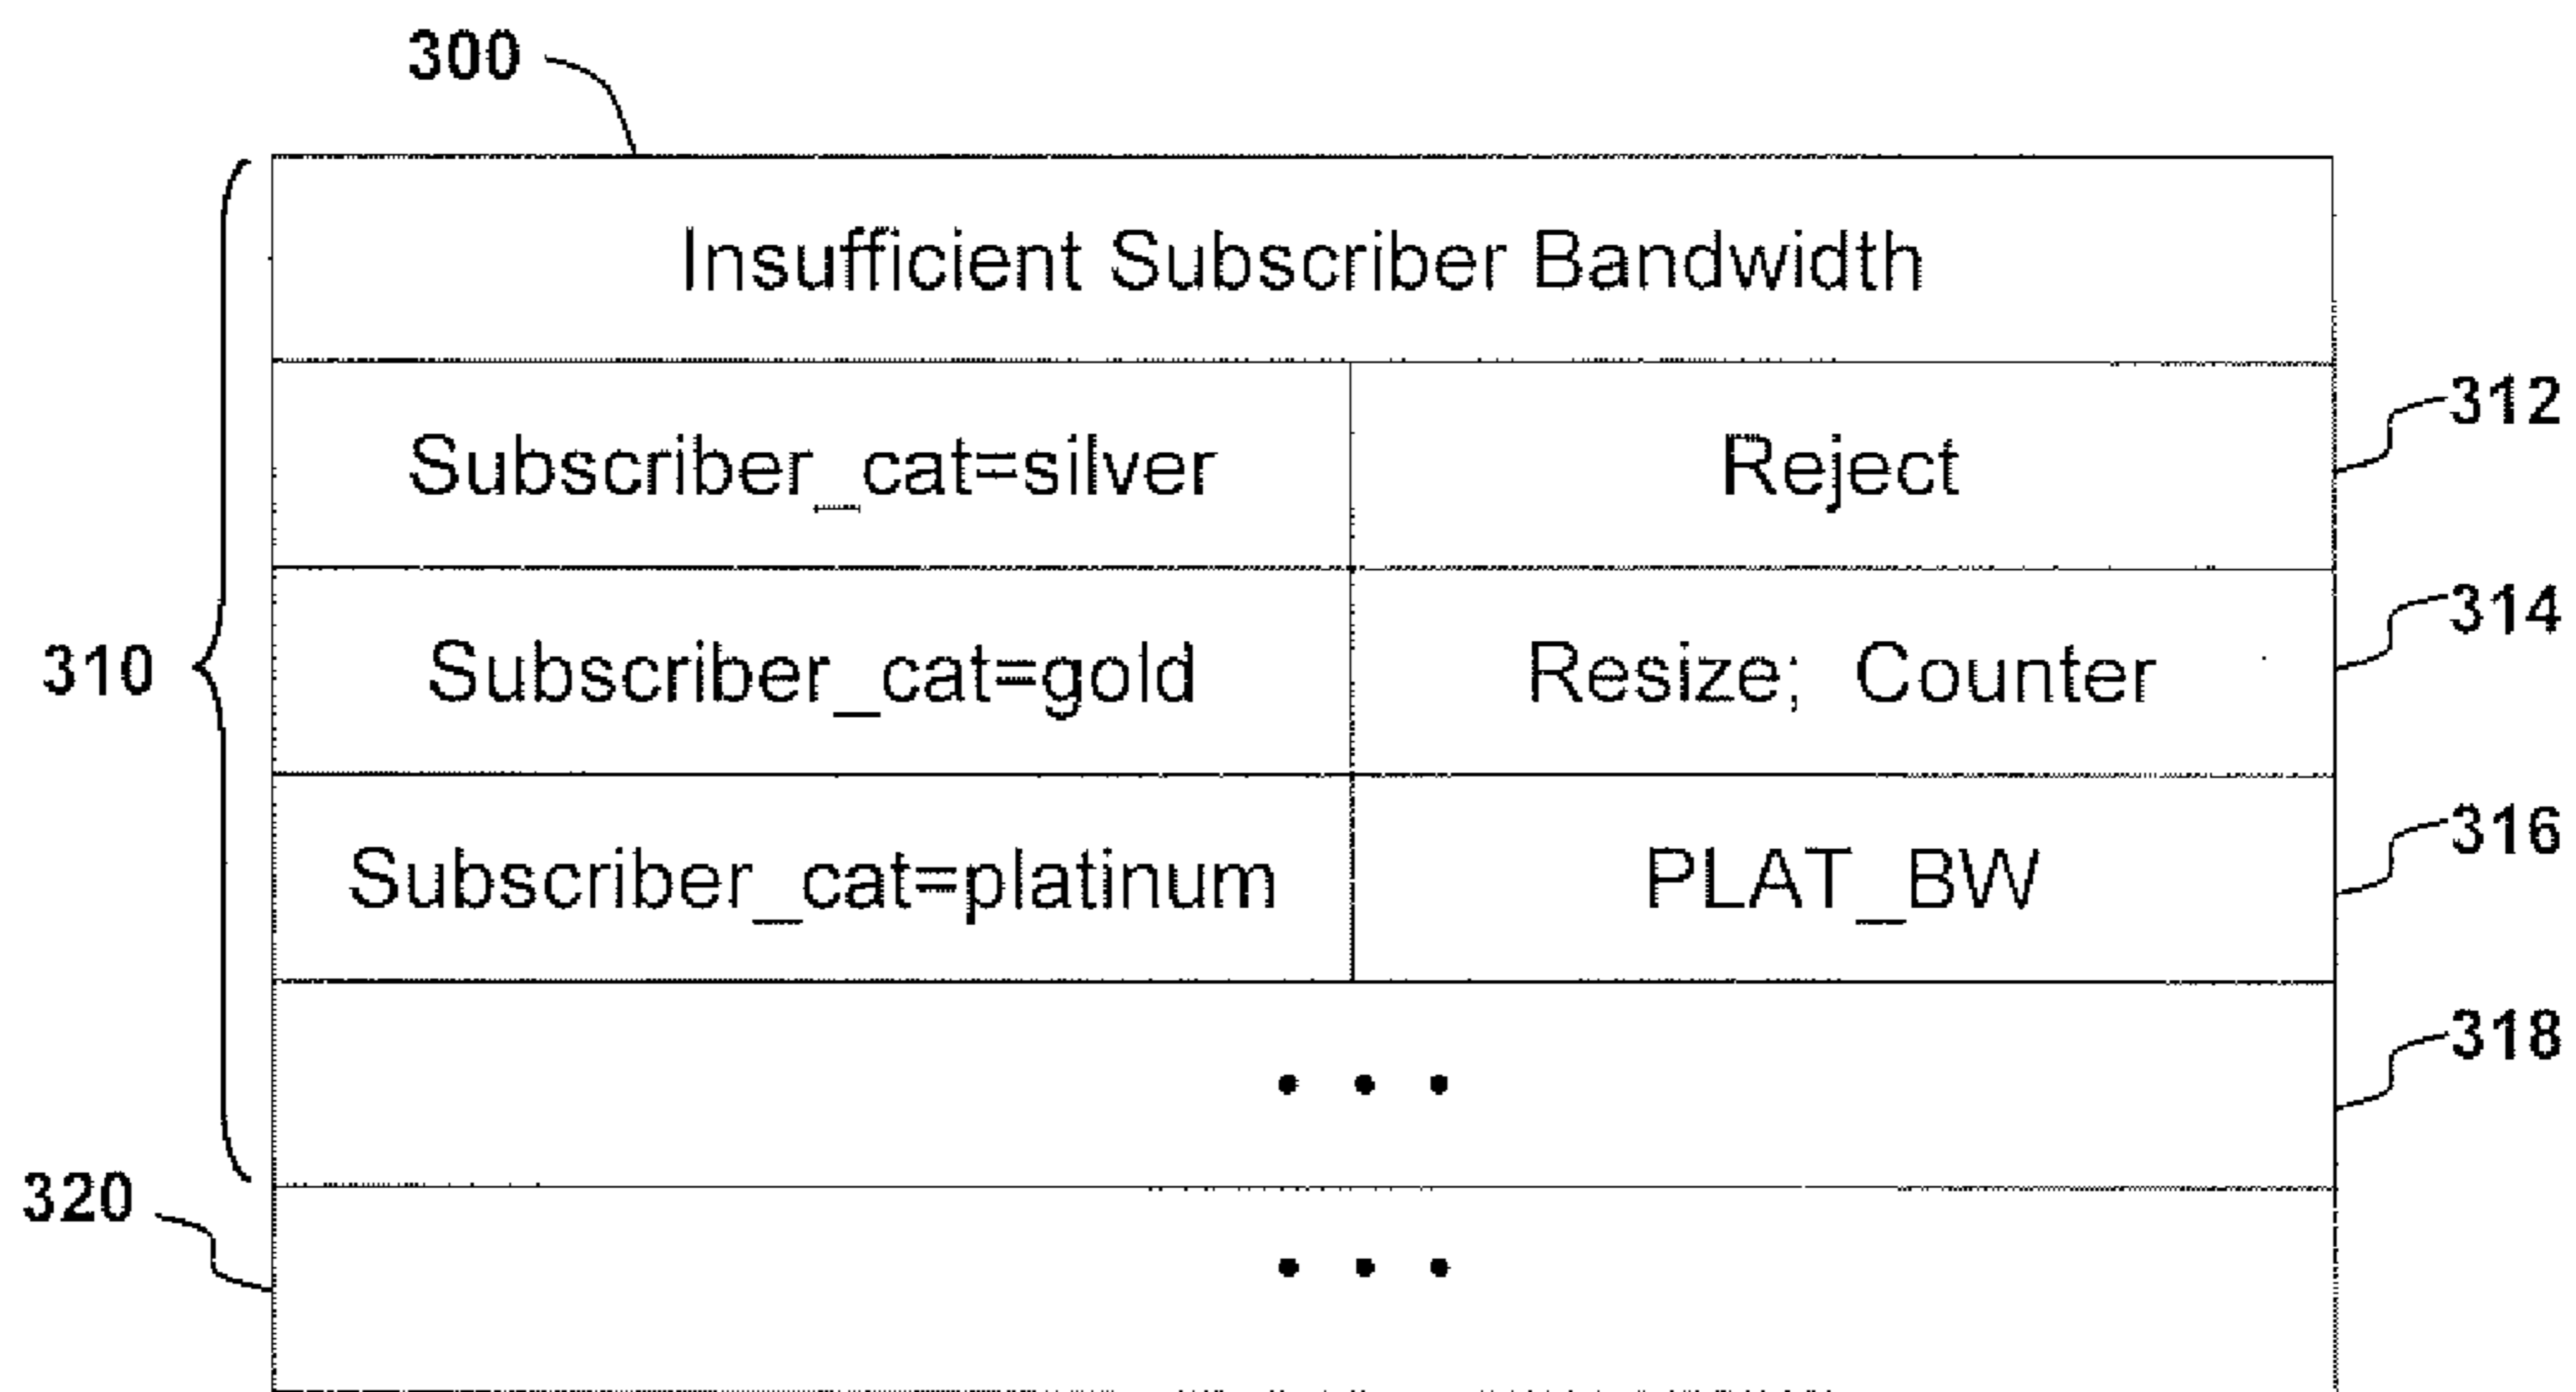 300
Insufficient Subscriber Bandwidth
Subscriber_cat=silver Reject 312
Subscriber_cat=gold Resize; Counter 314
310
Subscriber_cat=platinum PLAT_BW 316
• • • 318
320
• • •